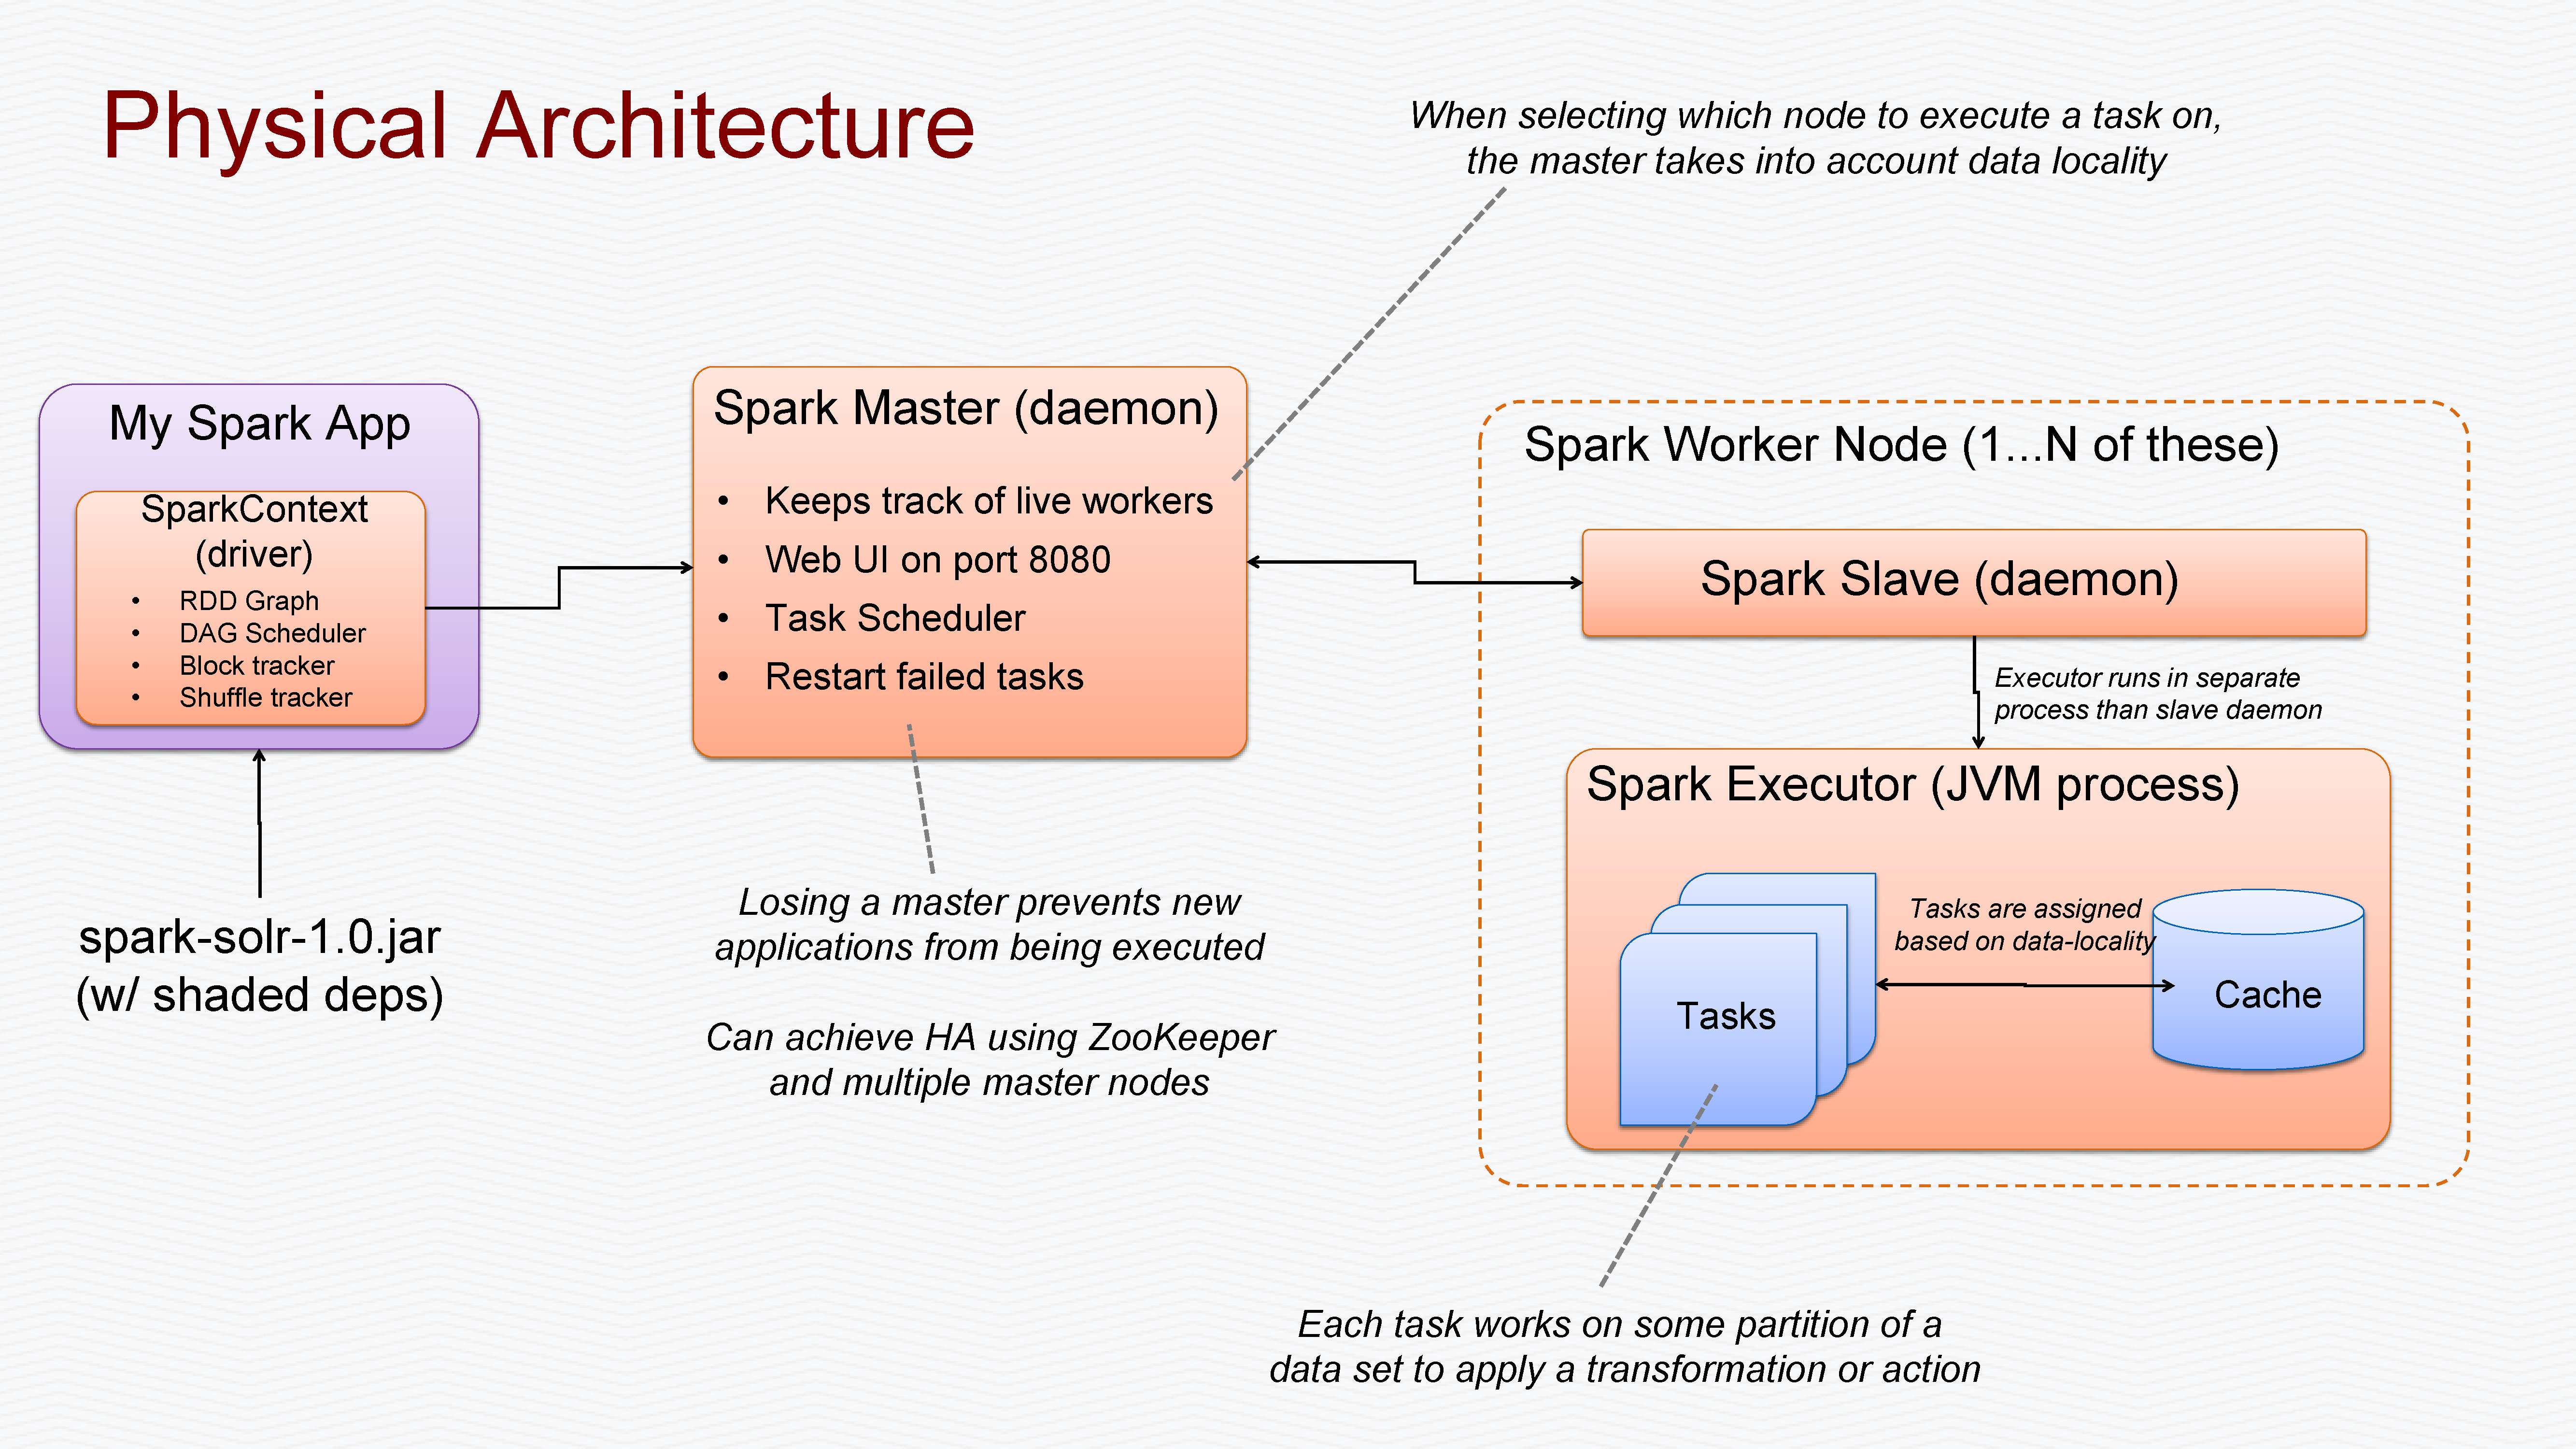 Physical Architecture
When selecting which node to execute a task on,
the master takes into account data locality
My Spark App
SparkContext
(driver)
• RDD Graph
• DAG Scheduler
• Block tracker
• Shuffle tracker
spark-solr-1.0.jar
(w/ shaded deps)
Spark Master (daemon)
• Keeps track of live workers
• Web UI on port 8080
• Task Scheduler
• Restart failed tasks
Losing a master prevents new
applications from being executed
Can achieve HA using ZooKeeper
and multiple master nodes
Spark Worker Node (1...N of these)
Spark Slave (daemon)
Executor runs in separate
process than slave daemon
Spark Executor (JVM process)
Tasks
Tasks are assigned
based on data-locality
Cache
Each task works on some partition of a
data set to apply a transformation or action